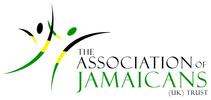 THE
ASSOCIATION OF
JAMAICANS
(UK) TRUST